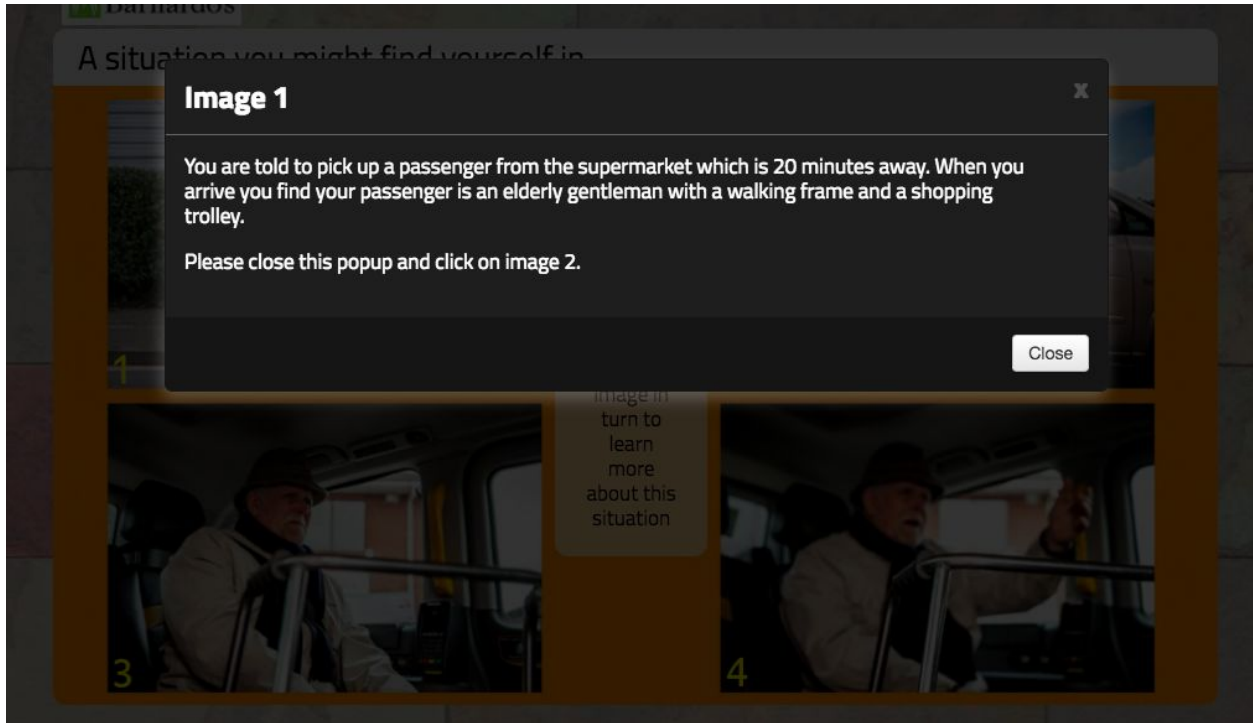 Barnardos
A situation you might find yourself in
Image 1
x
You are told to pick up a passenger from the supermarket which is 20 minutes away. When you
arrive you find your passenger is an elderly gentleman with a walking frame and a shopping
trolley.
Please close this popup and click on image 2.
Close
1
image in
turn to
learn
more
about this
situation
3
4